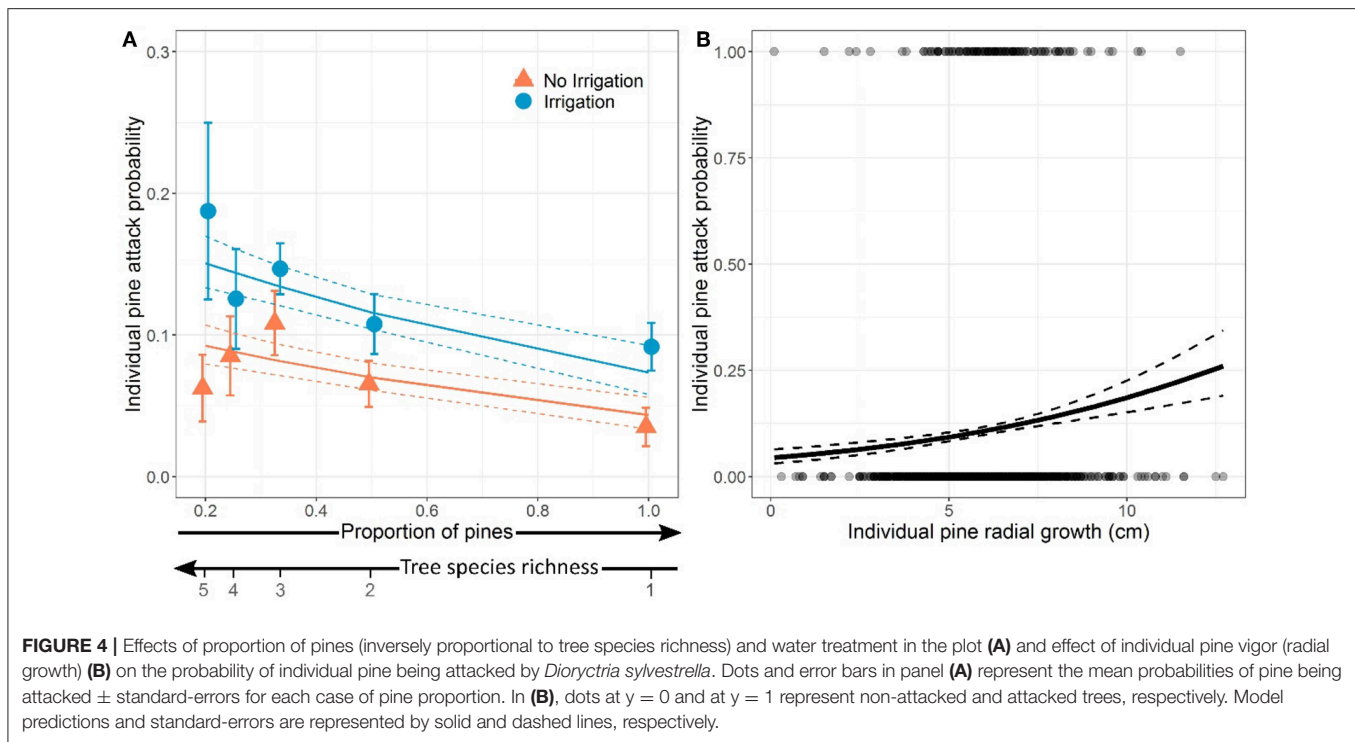 A
B
0.3
0.2
0.1
0.0
Individual pine attack probability
No Irrigation
Irrigation
0.2 0.4 0.6 0.8 1.0
Proportion of pines
Tree species richness
5 4 3 2 1
1.00
0.75
0.50
0.25
0.00
Individual pine attack probability
0 5 10
Individual pine radial growth (cm)
FIGURE 4 | Effects of proportion of pines (inversely proportional to tree species richness) and water treatment in the plot (A) and effect of individual pine vigor (radial
growth) (B) on the probability of individual pine being attacked by Dioryctria sylvestrella. Dots and error bars in panel (A) represent the mean probabilities of pine being
attacked ± standard-errors for each case of pine proportion. In (B), dots at y = 0 and at y = 1 represent non-attacked and attacked trees, respectively. Model
predictions and standard-errors are represented by solid and dashed lines, respectively.